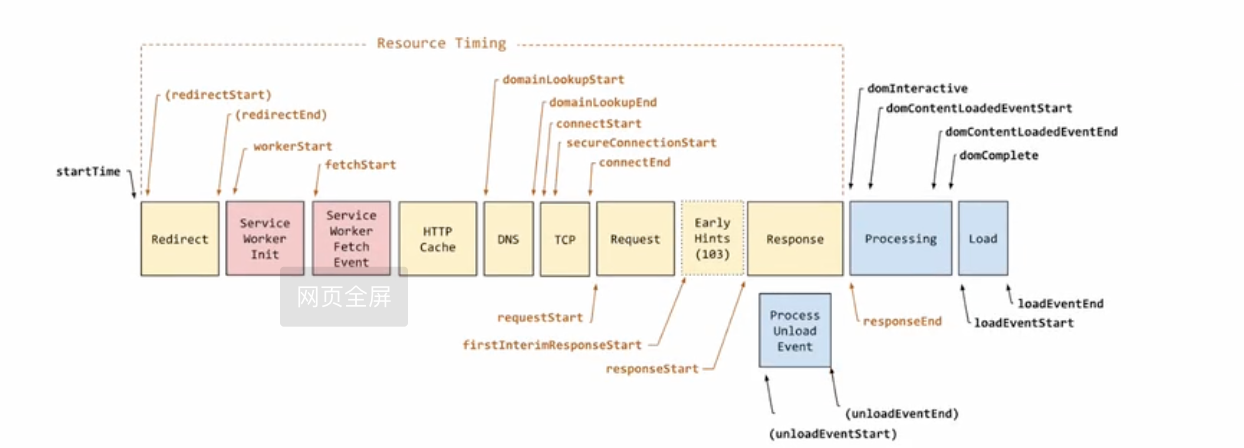 Resource Timing
domainLookupStart
(redirectStart)
domainLookupEnd
domInteractive
(redirectEnd)
connectStart
domContentLoadedEventStart
workerStart
secureConnectionStart
domContentLoadedEventEnd
fetchStart
connectEnd
domComplete
startTime
Redirect
Service
Worker
Init
Service
Worker
Fetch
Event
HTTP
Cache
DNS
TCP
Request
Early
Hints
(103)
Response
Processing
Load
网页全屏
requestStart
firstInterimResponseStart
responseStart
Process
Unload
Event
responseEnd
loadEventEnd
loadEventStart
(unloadEventEnd)
(unloadEventStart)